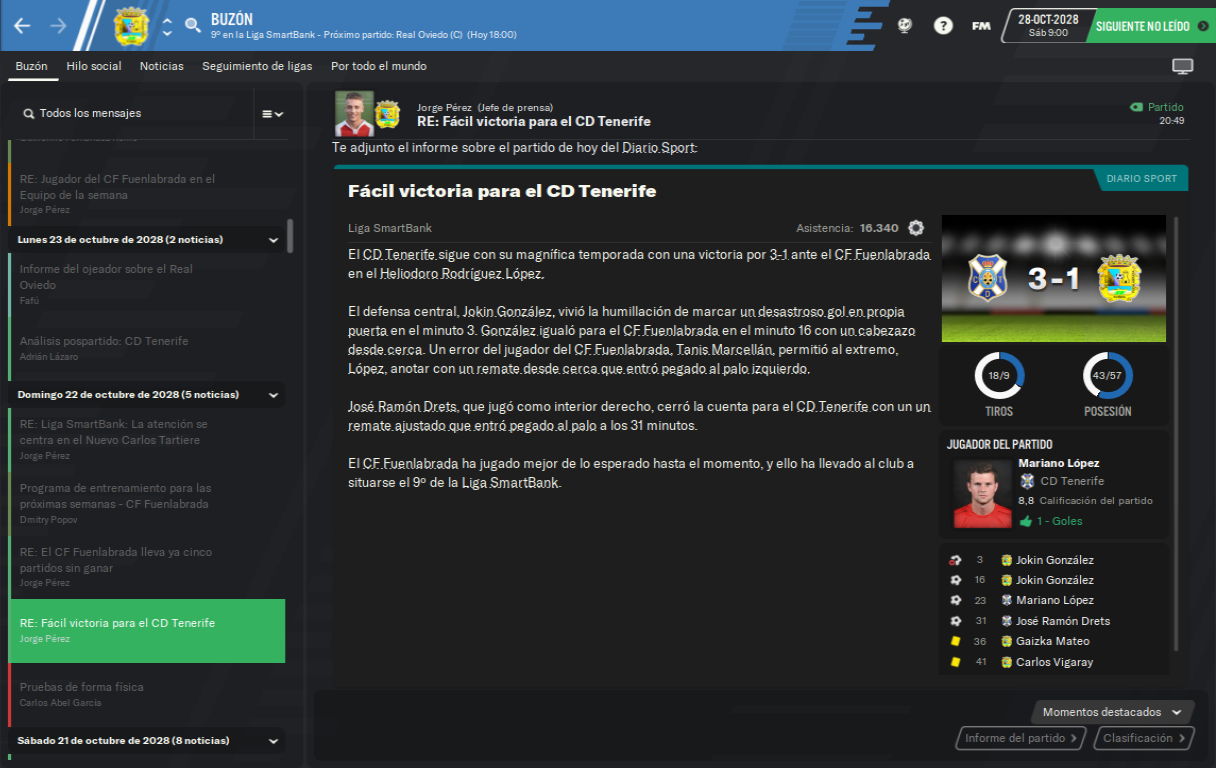 BUZÓN
9º en la Liga SmartBank - Próximo partido: Real Oviedo (C) (Hoy 18:00)
?
FM
28-OCT-2028
Sáb 9:00
SIGUIENTE NO LEÍDO
Buzón Hilo social Noticias Seguimiento de ligas Por todo el mundo
Todos los mensajes
RE: Jugador del CF Fuenlabrada en el
Equipo de la semana
Jorge Pérez
Lunes 23 de octubre de 2028 (2 noticias)
Informe del ojeador sobre el Real
Oviedo
Fafú
Análisis pospartido: CD Tenerife
Adrián Lázaro
Domingo 22 de octubre de 2028 (5 noticias)
RE: Liga SmartBank: La atención se
centra en el Nuevo Carlos Tartiere
Jorge Pérez
Programa de entrenamiento para las
próximas semanas - CF Fuenlabrada
Dmitry Popov
RE: El CF Fuenlabrada lleva ya cinco
partidos sin ganar
Jorge Pérez
RE: Fácil victoria para el CD Tenerife
Jorge Pérez
Pruebas de forma física
Carlos Abel García
Sábado 21 de octubre de 2028 (8 noticias)
Jorge Pérez (Jefe de prensa)
RE: Fácil victoria para el CD Tenerife
Partido
20:49
Te adjunto el informe sobre el partido de hoy del Diario Sport:
DIARIO SPORT
Fácil victoria para el CD Tenerife
Liga SmartBank
Asistencia: 16.340
El CD Tenerife sigue con su magnífica temporada con una victoria por 3-1 ante el CF Fuenlabrada
en el Heliodoro Rodríguez López.
El defensa central, Jokin González, vivió la humillación de marcar un desastroso gol en propia
puerta en el minuto 3. González igualó para el CF Fuenlabrada en el minuto 16 con un cabezazo
desde cerca. Un error del jugador del CF Fuenlabrada, Tanis Marcellán, permitió al extremo,
López, anotar con un remate desde cerca que entró pegado al palo izquierdo.
José Ramón Drets, que jugó como interior derecho, cerró la cuenta para el CD Tenerife con un un
remate ajustado que entró pegado al palo a los 31 minutos.
El CF Fuenlabrada ha jugado mejor de lo esperado hasta el momento, y ello ha llevado al club a
situarse el 9º de la Liga SmartBank.
3-1
18/9
TIROS
43/57
POSESIÓN
JUGADOR DEL PARTIDO
Mariano López
CD Tenerife
8,8 Calificación del partido
1 - Goles
3 Jokin González
16 Jokin González
23 Mariano López
31 José Ramón Drets
36 Gaizka Mateo
41 Carlos Vigaray
Momentos destacados
Informe del partido
Clasificación